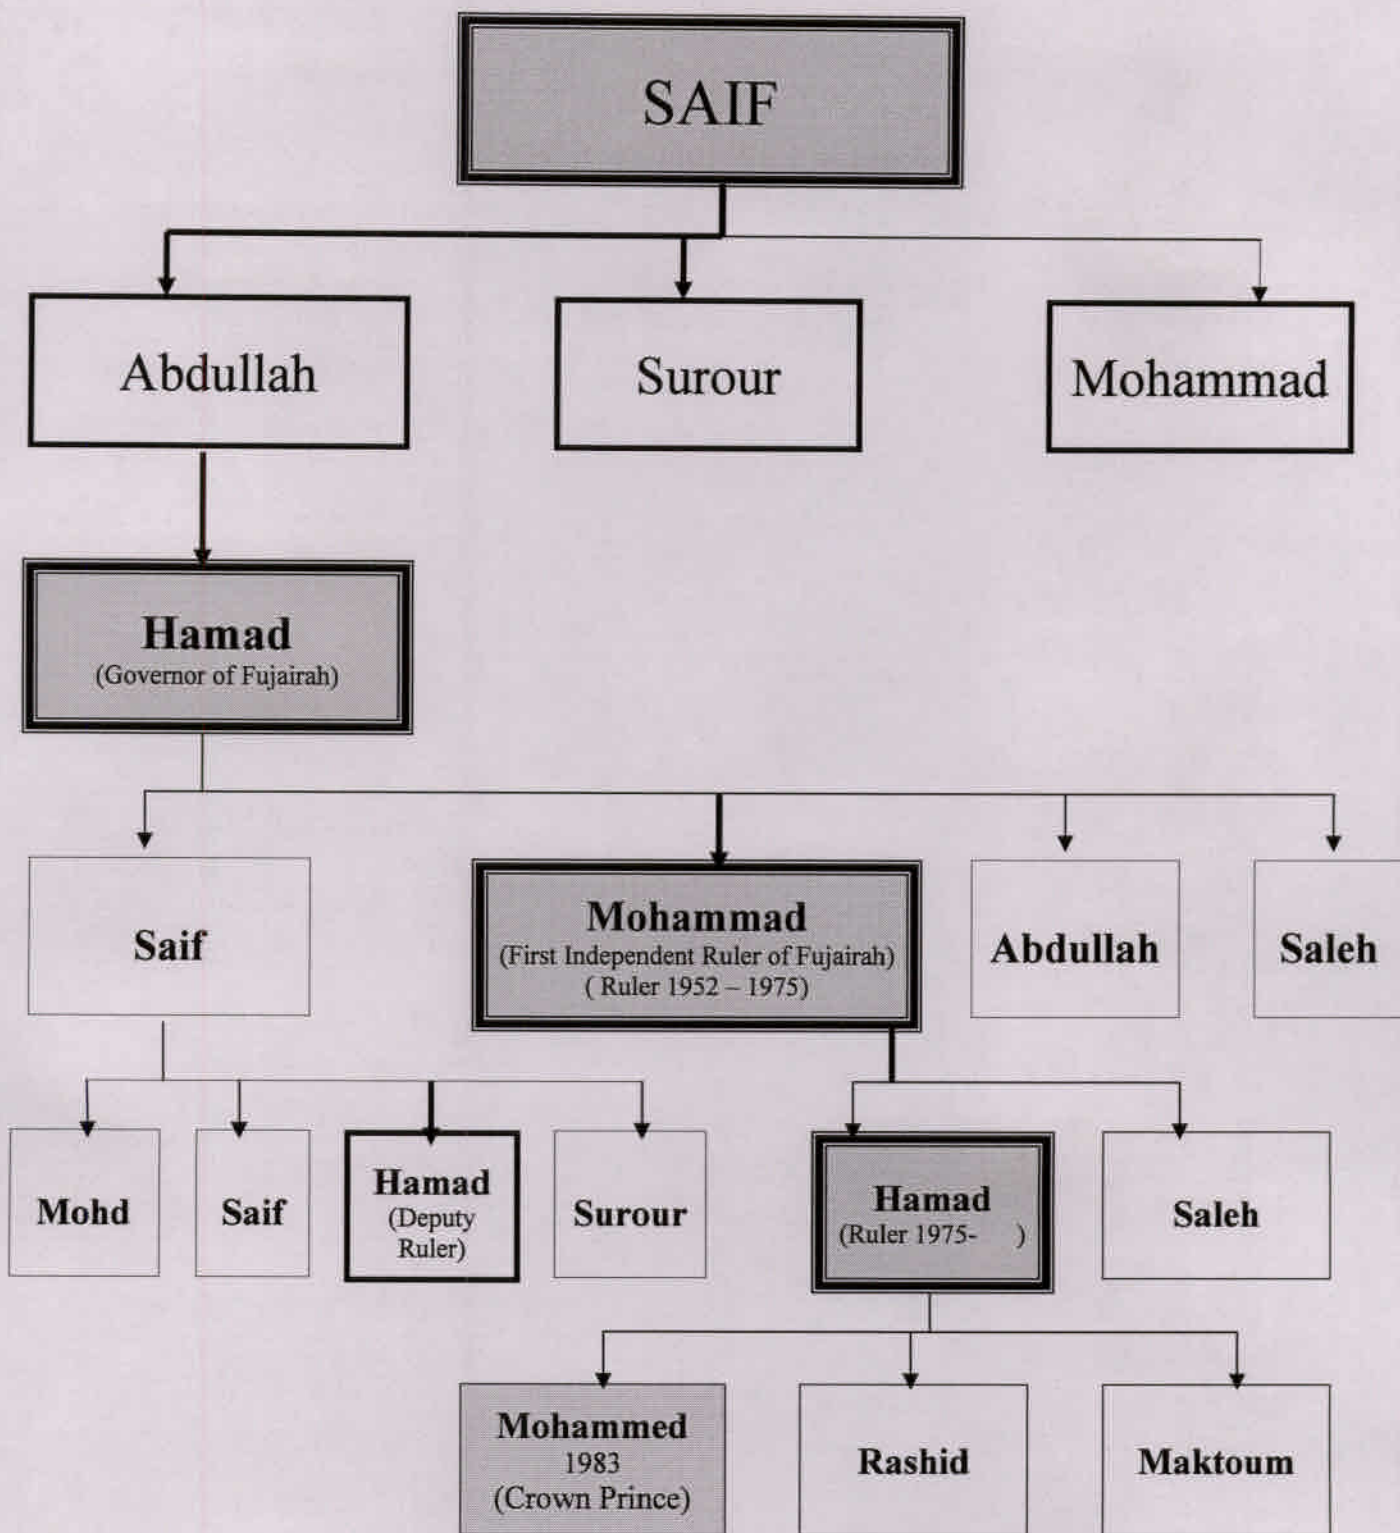 SAIF
Abdullah
Surour
Mohammad
Hamad
(Governor of Fujairah)
Saif
Mohammad
(First Independent Ruler of Fujairah)
( Ruler 1952 – 1975)
Abdullah
Saleh
Mohd
Saif
Hamad
(Deputy
Ruler)
Surour
Hamad
(Ruler 1975- )
Saleh
Mohammed
1983
(Crown Prince)
Rashid
Maktoum